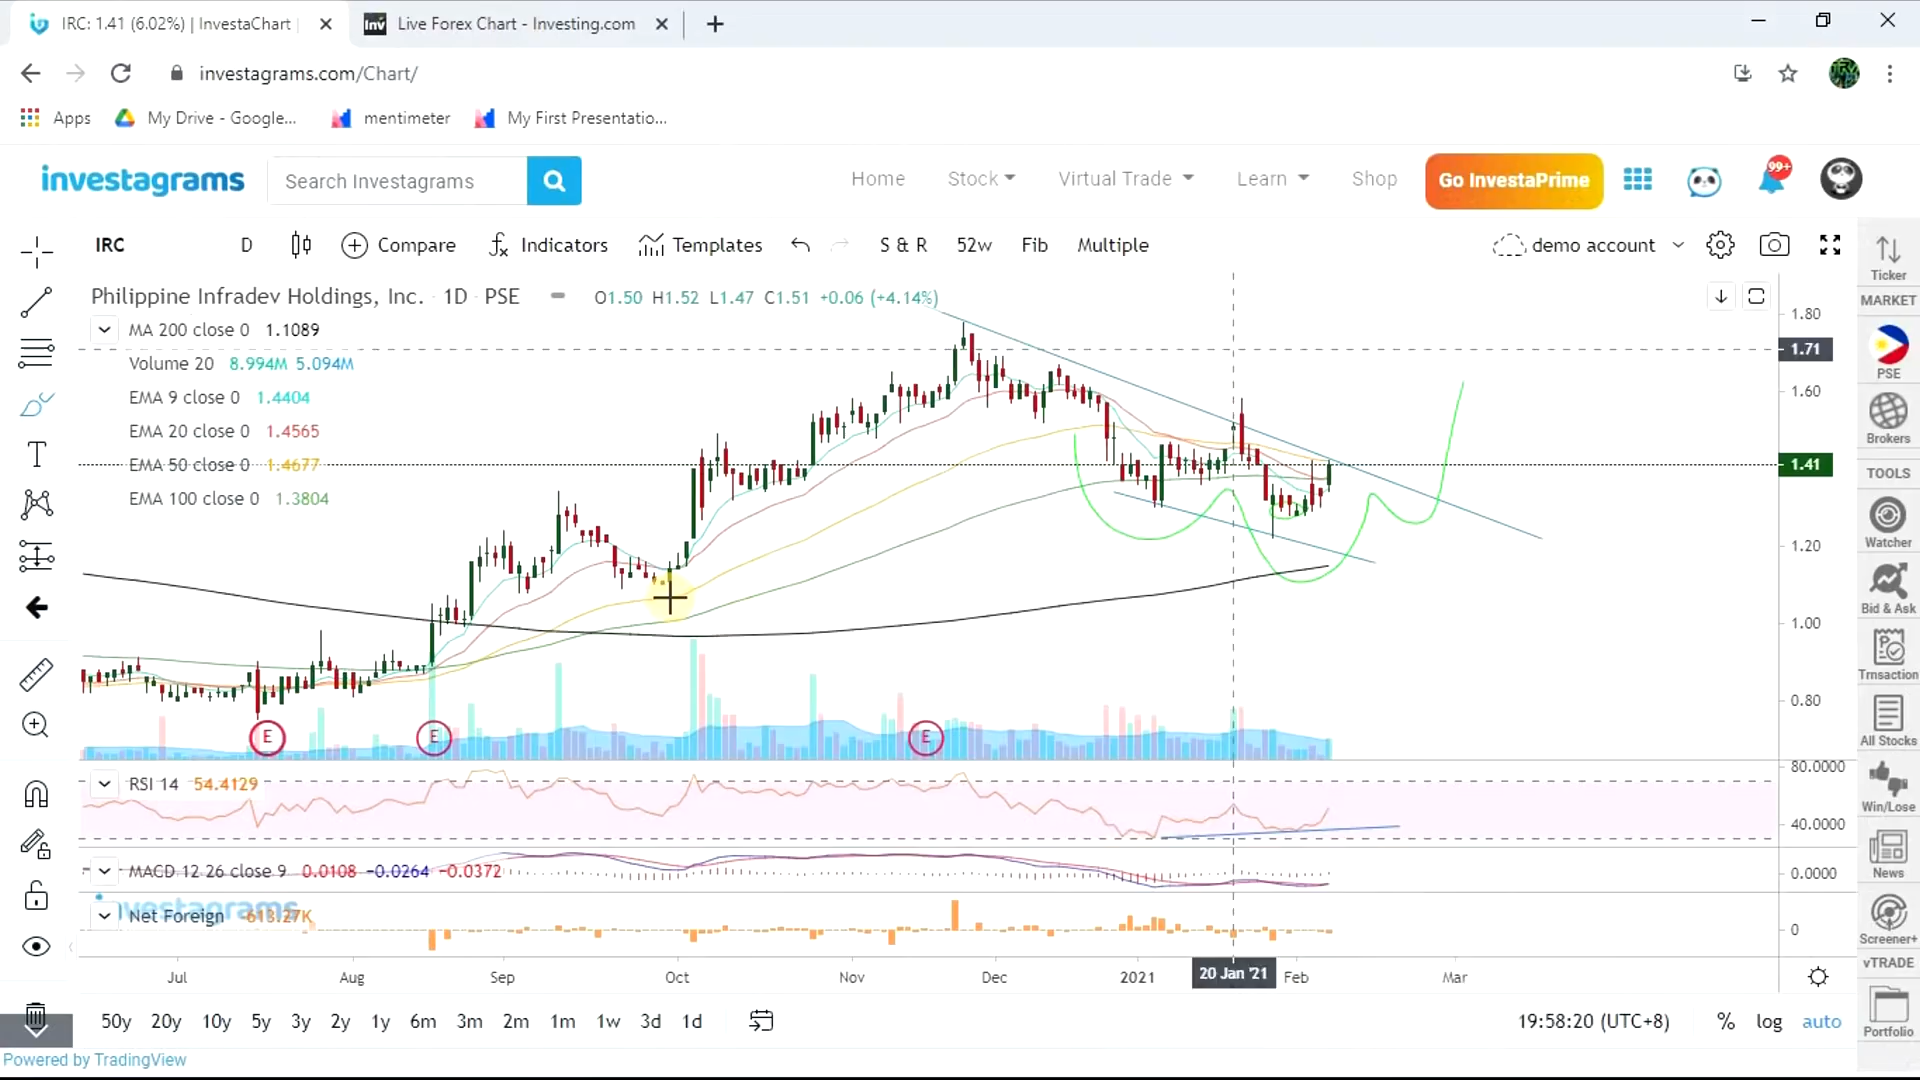 IRC: 1.41 (6.02%) | InvestaChart
Live Forex Chart - Investing.com
investagrams.com/Chart/
Apps
My Drive - Google...
mentimeter
My First Presentatio...
investagrams
Search Investagrams
Home
Stock
Virtual Trade
Learn
Shop
Go InvestaPrime
99+
IRC
D
Compare
Indicators
Templates
S & R
52w
Fib
Multiple
demo account
Ticker
MARKET
PSE
Brokers
TOOLS
Watcher
Bid & Ask
Trnsaction
All Stocks
Win/Lose
News
Screener+
vTRADE
Portfolio
Philippine Infradev Holdings, Inc. 1D PSE
O1.50 H1.52 L1.47 C1.51 +0.06 (+4.14%)
MA 200 close 0 1.1089
Volume 20 8.994M 5.094M
EMA 9 close 0 1.4404
EMA 20 close 0 1.4565
EMA 50 close 0 1.4677
EMA 100 close 0 1.3804
1.80
1.71
1.60
1.41
1.20
1.00
0.80
E
E
E
RSI 14 54.4129
80.0000
40.0000
MACD 12 26 close 9 0.0108 -0.0264 -0.0372
0.0000
investagrams
Net Foreign -613.27K
0
Jul
Aug
Sep
Oct
Nov
Dec
2021
20 Jan '21
Feb
Mar
50y 20y 10y 5y 3y 2y 1y 6m 3m 2m 1m 1w 3d 1d
19:58:20 (UTC+8)
%
log
auto
Powered by TradingView